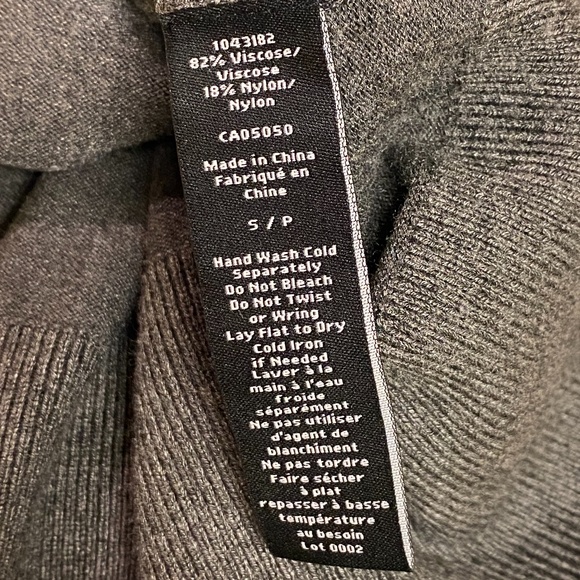 1043182
82% Viscose/
Viscose
18% Nylon/
Nylon
CA05050
Made in China
Fabriqué en
Chine
S / P
Hand Wash Cold
Separately
Do Not Bleach
Do Not Twist
or Wring
Lay Flat to Dry
Cold Iron
if Needed
Laver à la
main à l'eau
froide
séparément
Ne pas utiliser
d'agent de
blanchiment
Ne pas tordre
Faire sécher
à plat
repasser à basse
température
au besoin
Lot 0002